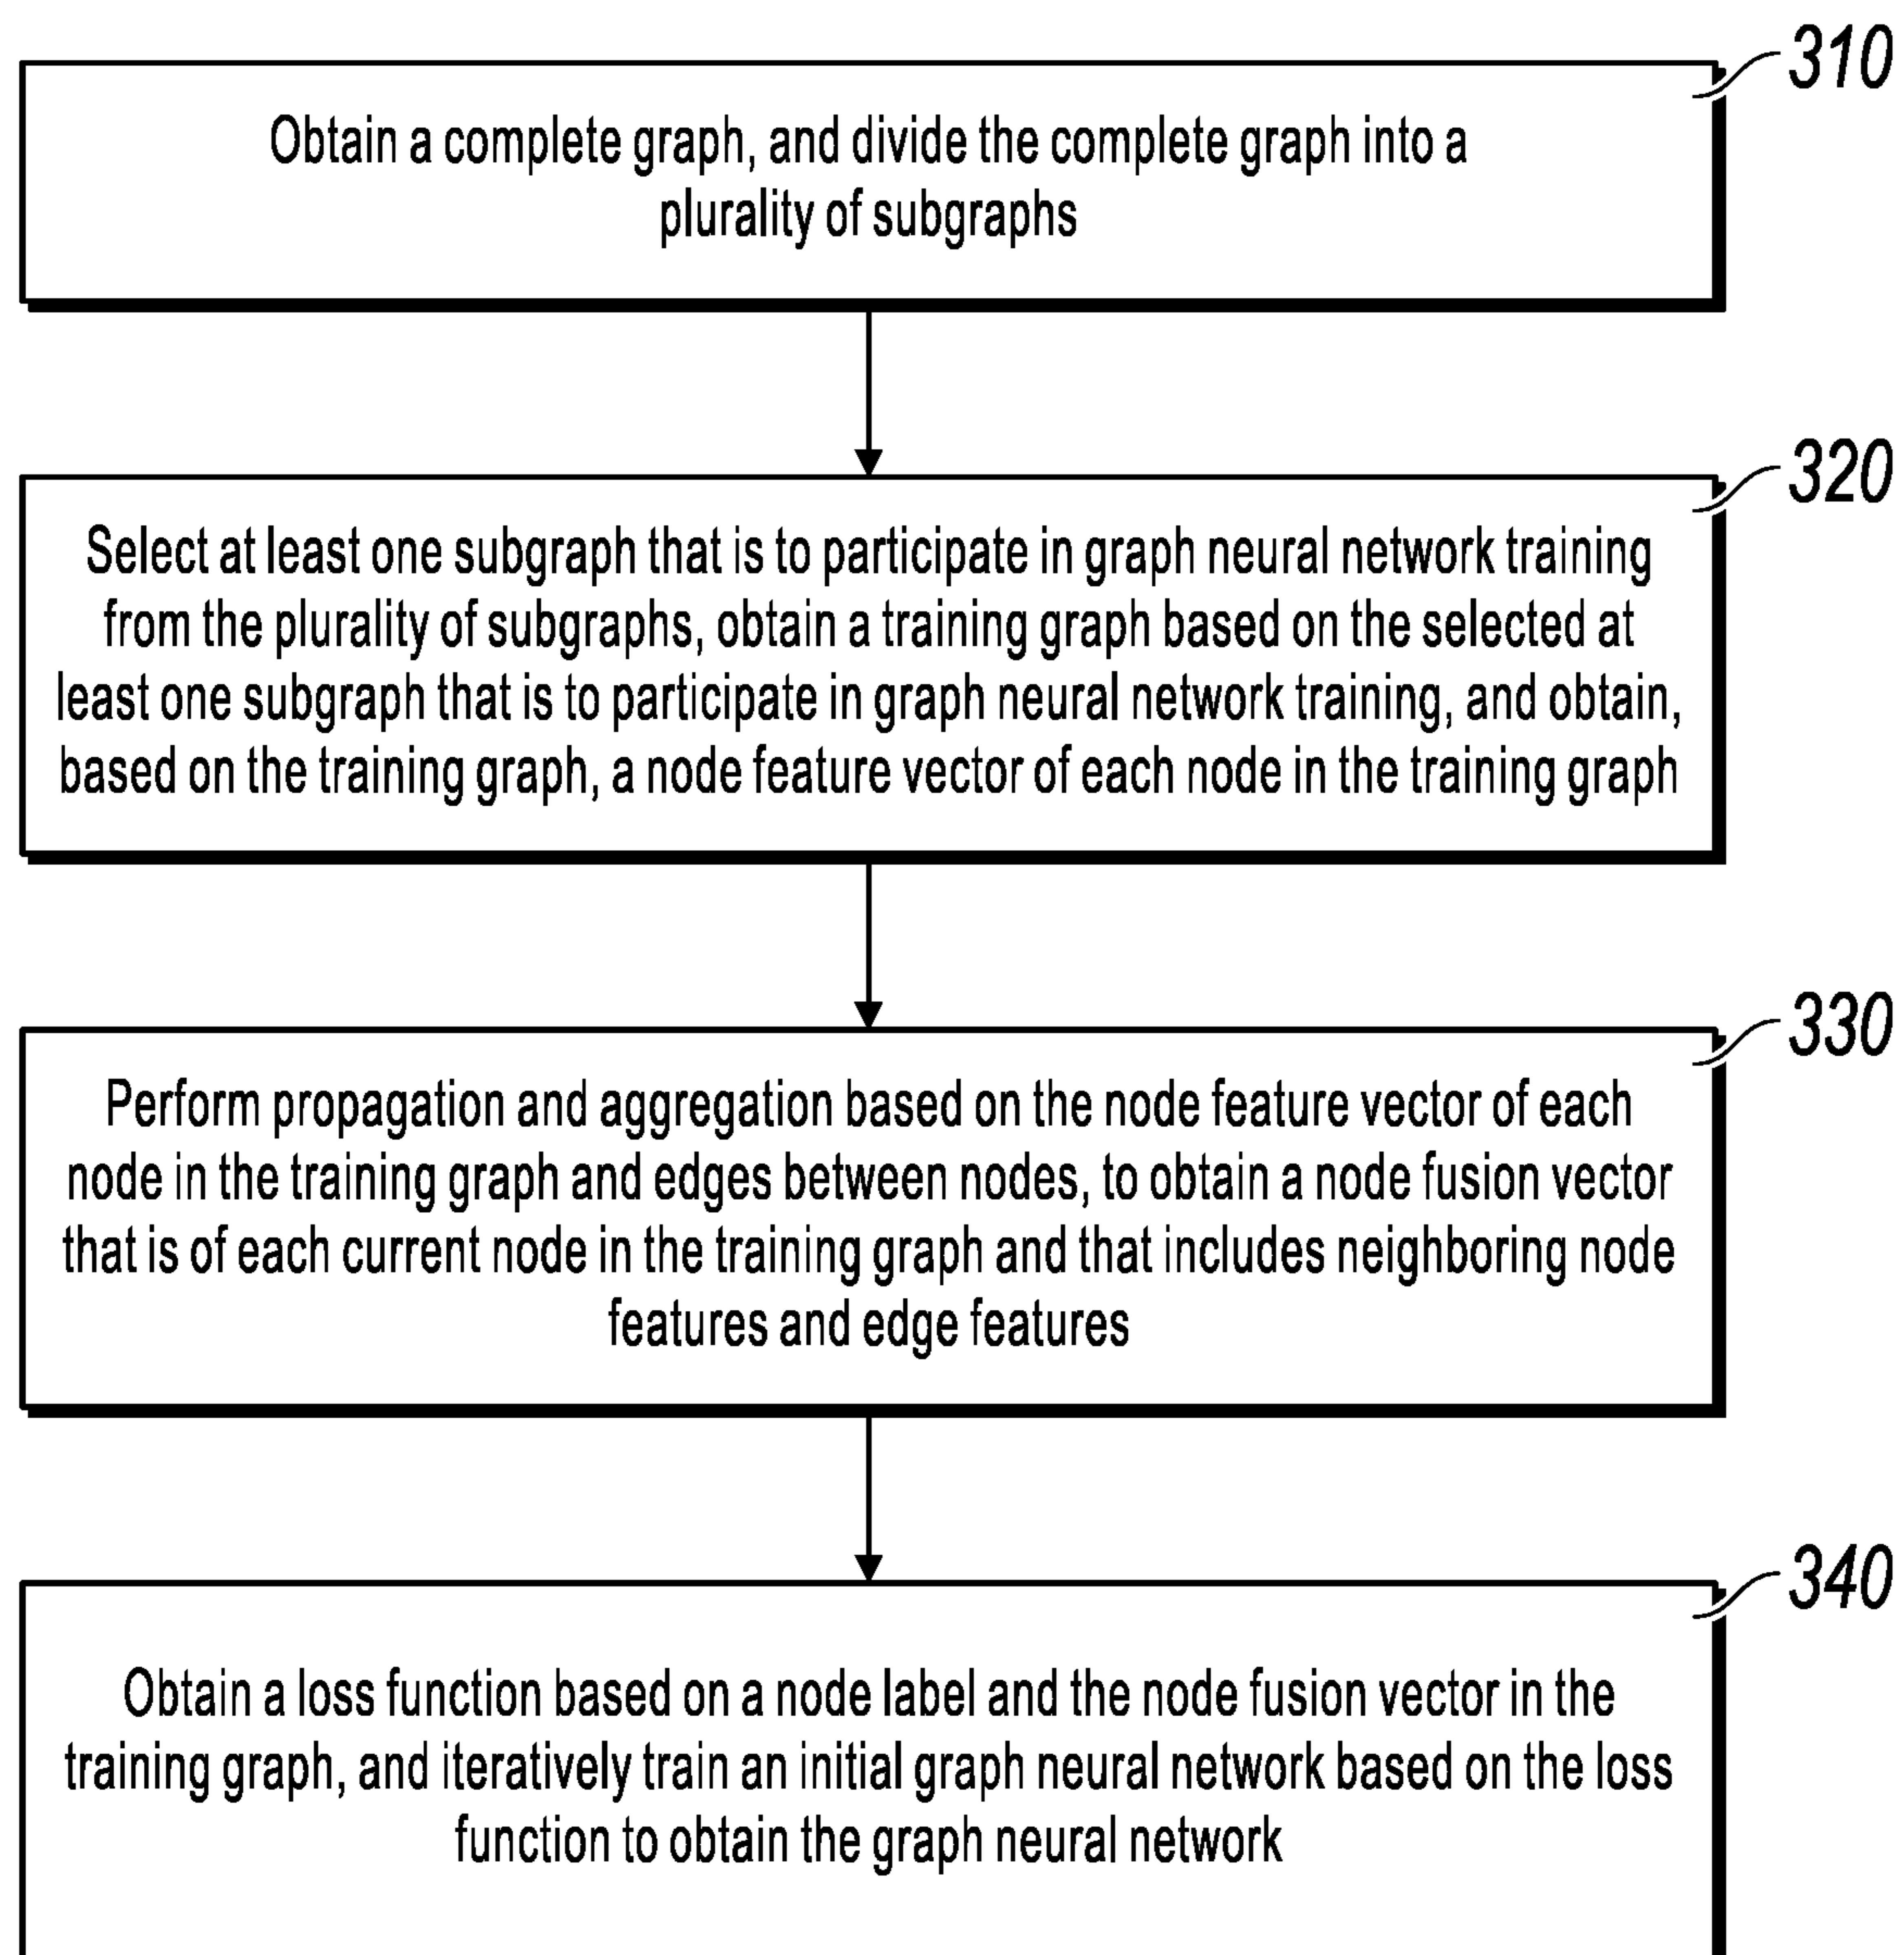 310
Obtain a complete graph, and divide the complete graph into a
plurality of subgraphs
320
Select at least one subgraph that is to participate in graph neural network training
from the plurality of subgraphs, obtain a training graph based on the selected at
least one subgraph that is to participate in graph neural network training, and obtain,
based on the training graph, a node feature vector of each node in the training graph
330
Perform propagation and aggregation based on the node feature vector of each
node in the training graph and edges between nodes, to obtain a node fusion vector
that is of each current node in the training graph and that includes neighboring node
features and edge features
340
Obtain a loss function based on a node label and the node fusion vector in the
training graph, and iteratively train an initial graph neural network based on the loss
function to obtain the graph neural network